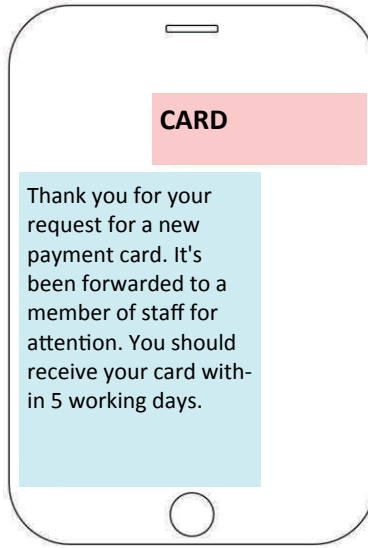 CARD
Thank you for your
request for a new
payment card. It's
been forwarded to a
member of staff for
attention. You should
receive your card with-
in 5 working days.